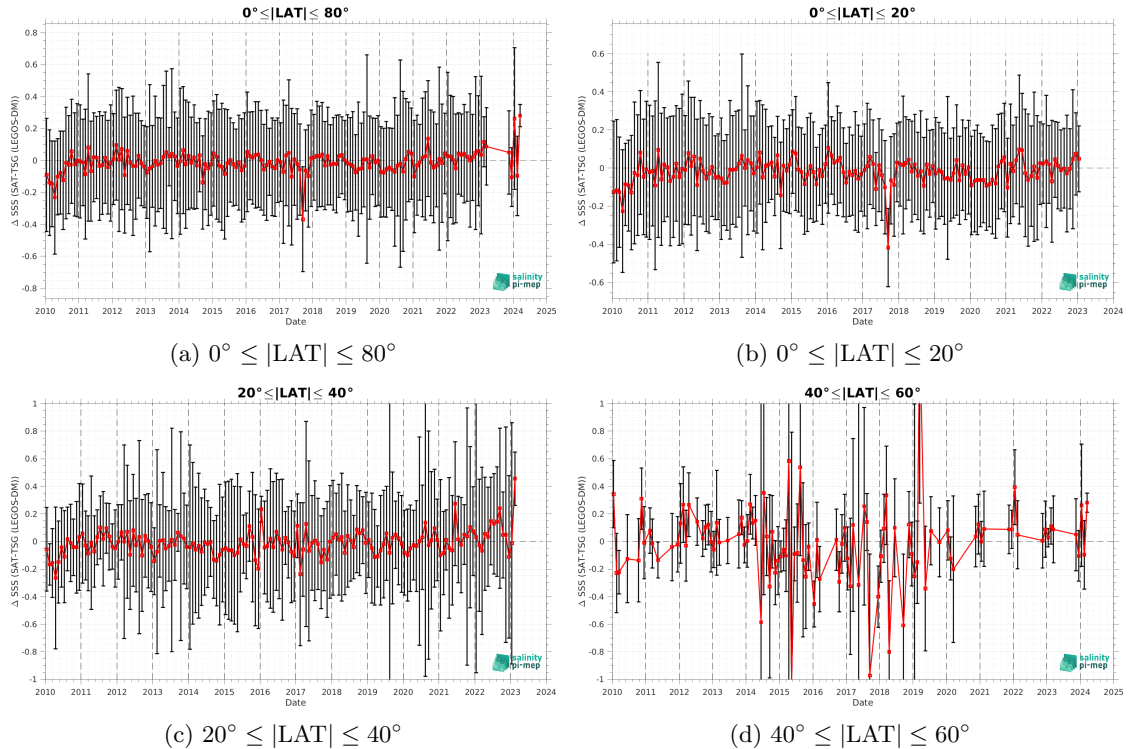 0°≤|LAT|≤ 80°
Δ SSS (SAT-TSG (LEGOS-DM))
0.8
0.6
0.4
0.2
0
-0.2
-0.4
-0.6
-0.8
2010 2011 2012 2013 2014 2015 2016 2017 2018 2019 2020 2021 2022 2023 2024 2025
Date
salinity
pi-mep
(a) 0° ≤ |LAT| ≤ 80°
0°≤|LAT|≤ 20°
Δ SSS (SAT-TSG (LEGOS-DM))
0.6
0.4
0.2
0
-0.2
-0.4
-0.6
2010 2011 2012 2013 2014 2015 2016 2017 2018 2019 2020 2021 2022 2023 2024
Date
salinity
pi-mep
(b) 0° ≤ |LAT| ≤ 20°
20°≤|LAT|≤ 40°
Δ SSS (SAT-TSG (LEGOS-DM))
1
0.8
0.6
0.4
0.2
0
-0.2
-0.4
-0.6
-0.8
-1
2010 2011 2012 2013 2014 2015 2016 2017 2018 2019 2020 2021 2022 2023 2024
Date
salinity
pi-mep
(c) 20° ≤ |LAT| ≤ 40°
40°≤|LAT|≤ 60°
Δ SSS (SAT-TSG (LEGOS-DM))
1
0.8
0.6
0.4
0.2
0
-0.2
-0.4
-0.6
-0.8
-1
2010 2011 2012 2013 2014 2015 2016 2017 2018 2019 2020 2021 2022 2023 2024 2025
Date
salinity
pi-mep
(d) 40° ≤ |LAT| ≤ 60°